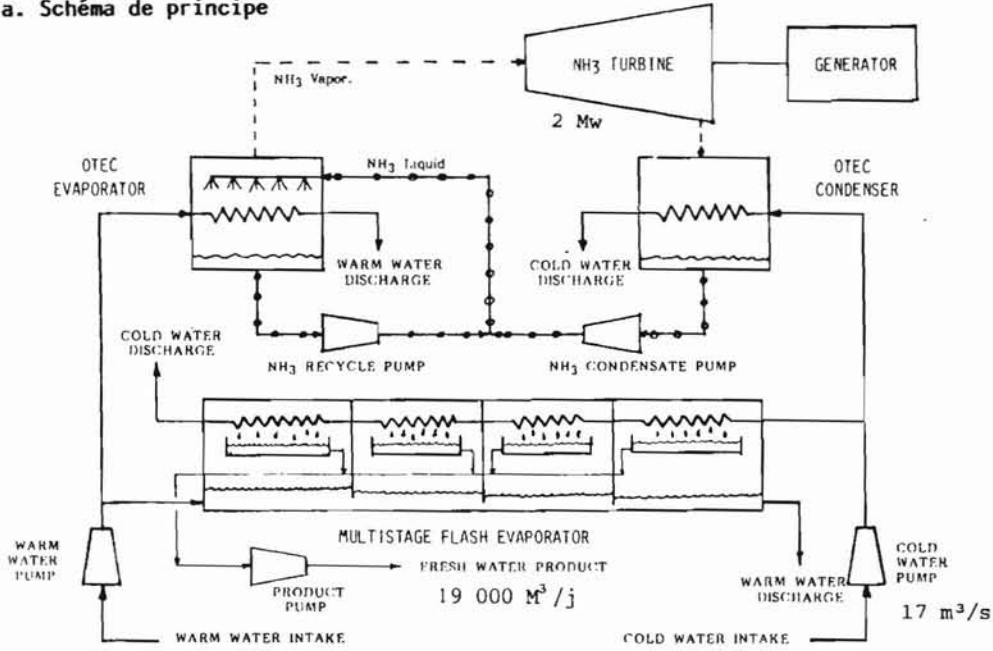 a. Schéma de principe
NH3 Vapor.
NH3 TURBINE
GENERATOR
2 Mw
OTEC
EVAPORATOR
NH3 Liquid
OTEC
CONDENSER
WARM WATER
DISCHARGE
COLD WATER
DISCHARGE
COLD WATER
DISCHARGE
NH3 RECYCLE PUMP
NH3 CONDENSATE PUMP
MULTISTAGE FLASH EVAPORATOR
WARM
WATER
PUMP
PRODUCT
PUMP
FRESH WATER PRODUCT
19 000 M³/j
WARM WATER
DISCHARGE
COLD
WATER
PUMP
17 m³/s
WARM WATER INTAKE
COLD WATER INTAKE